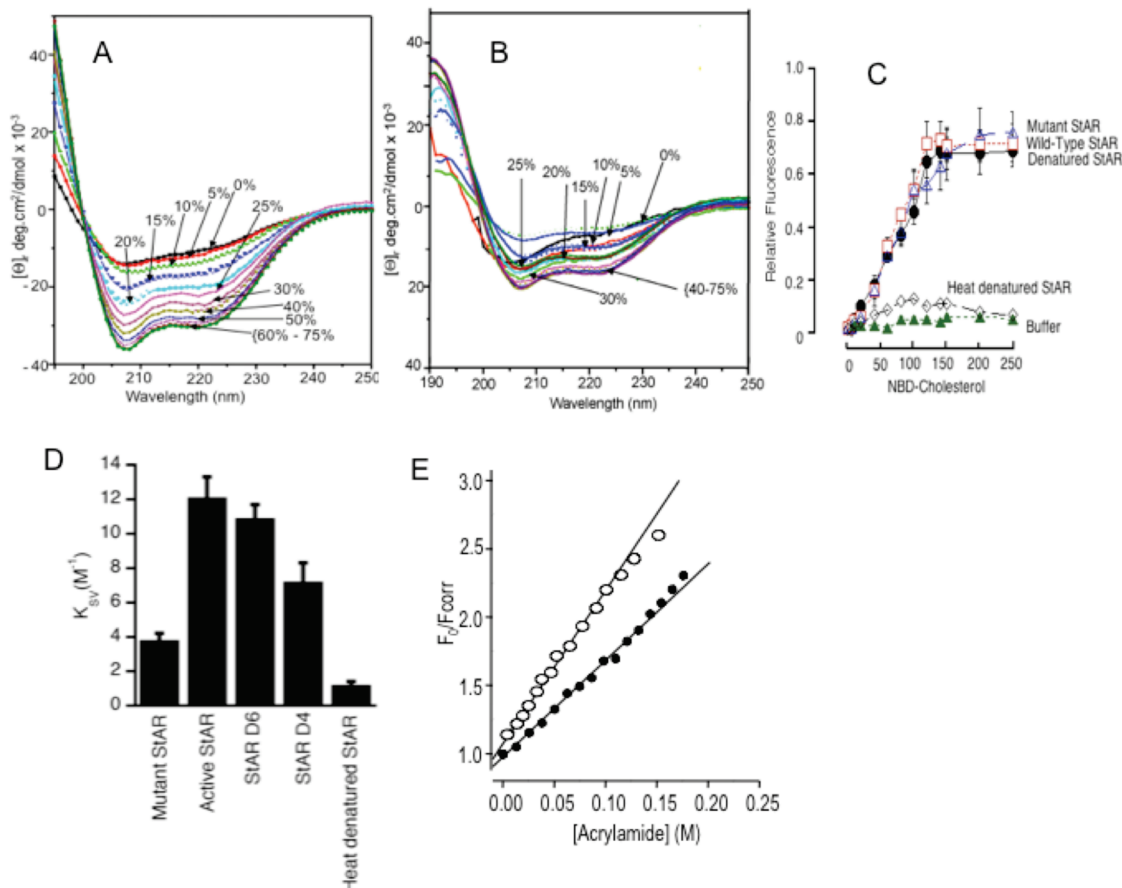 A
[Θ], deg.cm²/dmol x 10⁻³
40
20
0
- 20
- 40
0%
5%
10%
15%
25%
20%
30%
40%
50%
{60% - 75%
200
210
220
230
240
250
Wavelength (nm)
B
[Θ], deg.cm²/dmol x 10⁻³
40
20
0
20
40
25%
20%
15%
10%
5%
0%
30%
{40-75%
190
200
210
220
230
240
250
Wavelength (nm)
C
Relative Fluorescence
1.0
0.8
0.6
0.4
0.2
0.0
Mutant StAR
Wild-Type StAR
Denatured StAR
Heat denatured StAR
Buffer
0
50
100
150
200
250
NBD-Cholesterol
D
K SV (M⁻¹)
14
12
10
8
6
4
2
0
Mutant StAR
Active StAR
StAR D6
StAR D4
Heat denatured StAR
E
F₀/Fcorr
3.0
2.5
2.0
1.5
1.0
0.00
0.05
0.10
0.15
0.20
0.25
[Acrylamide] (M)